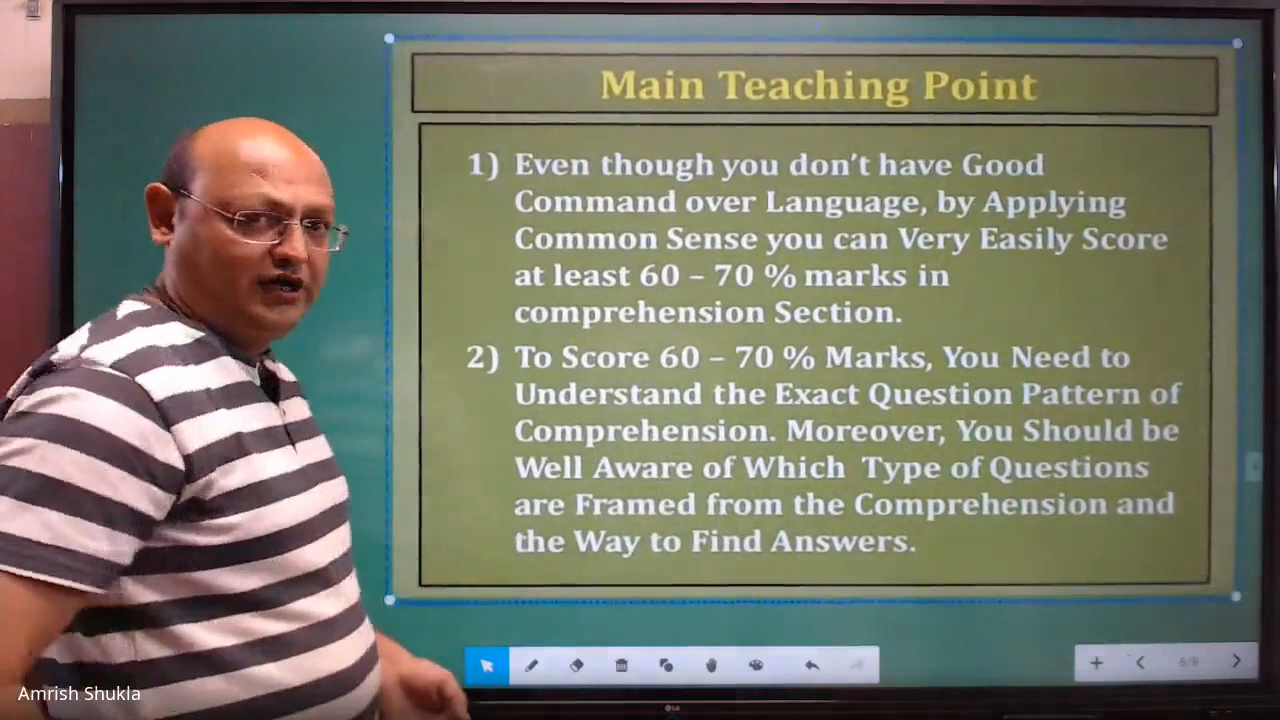 Main Teaching Point
1) Even though you don't have Good
Command over Language, by Applying
Common Sense you can Very Easily Score
at least 60 – 70 % marks in
comprehension Section.
2) To Score 60 – 70 % Marks, You Need to
Understand the Exact Question Pattern of
Comprehension. Moreover, You Should be
Well Aware of Which Type of Questions
are Framed from the Comprehension and
the Way to Find Answers.
6/8
Amrish Shukla
LG